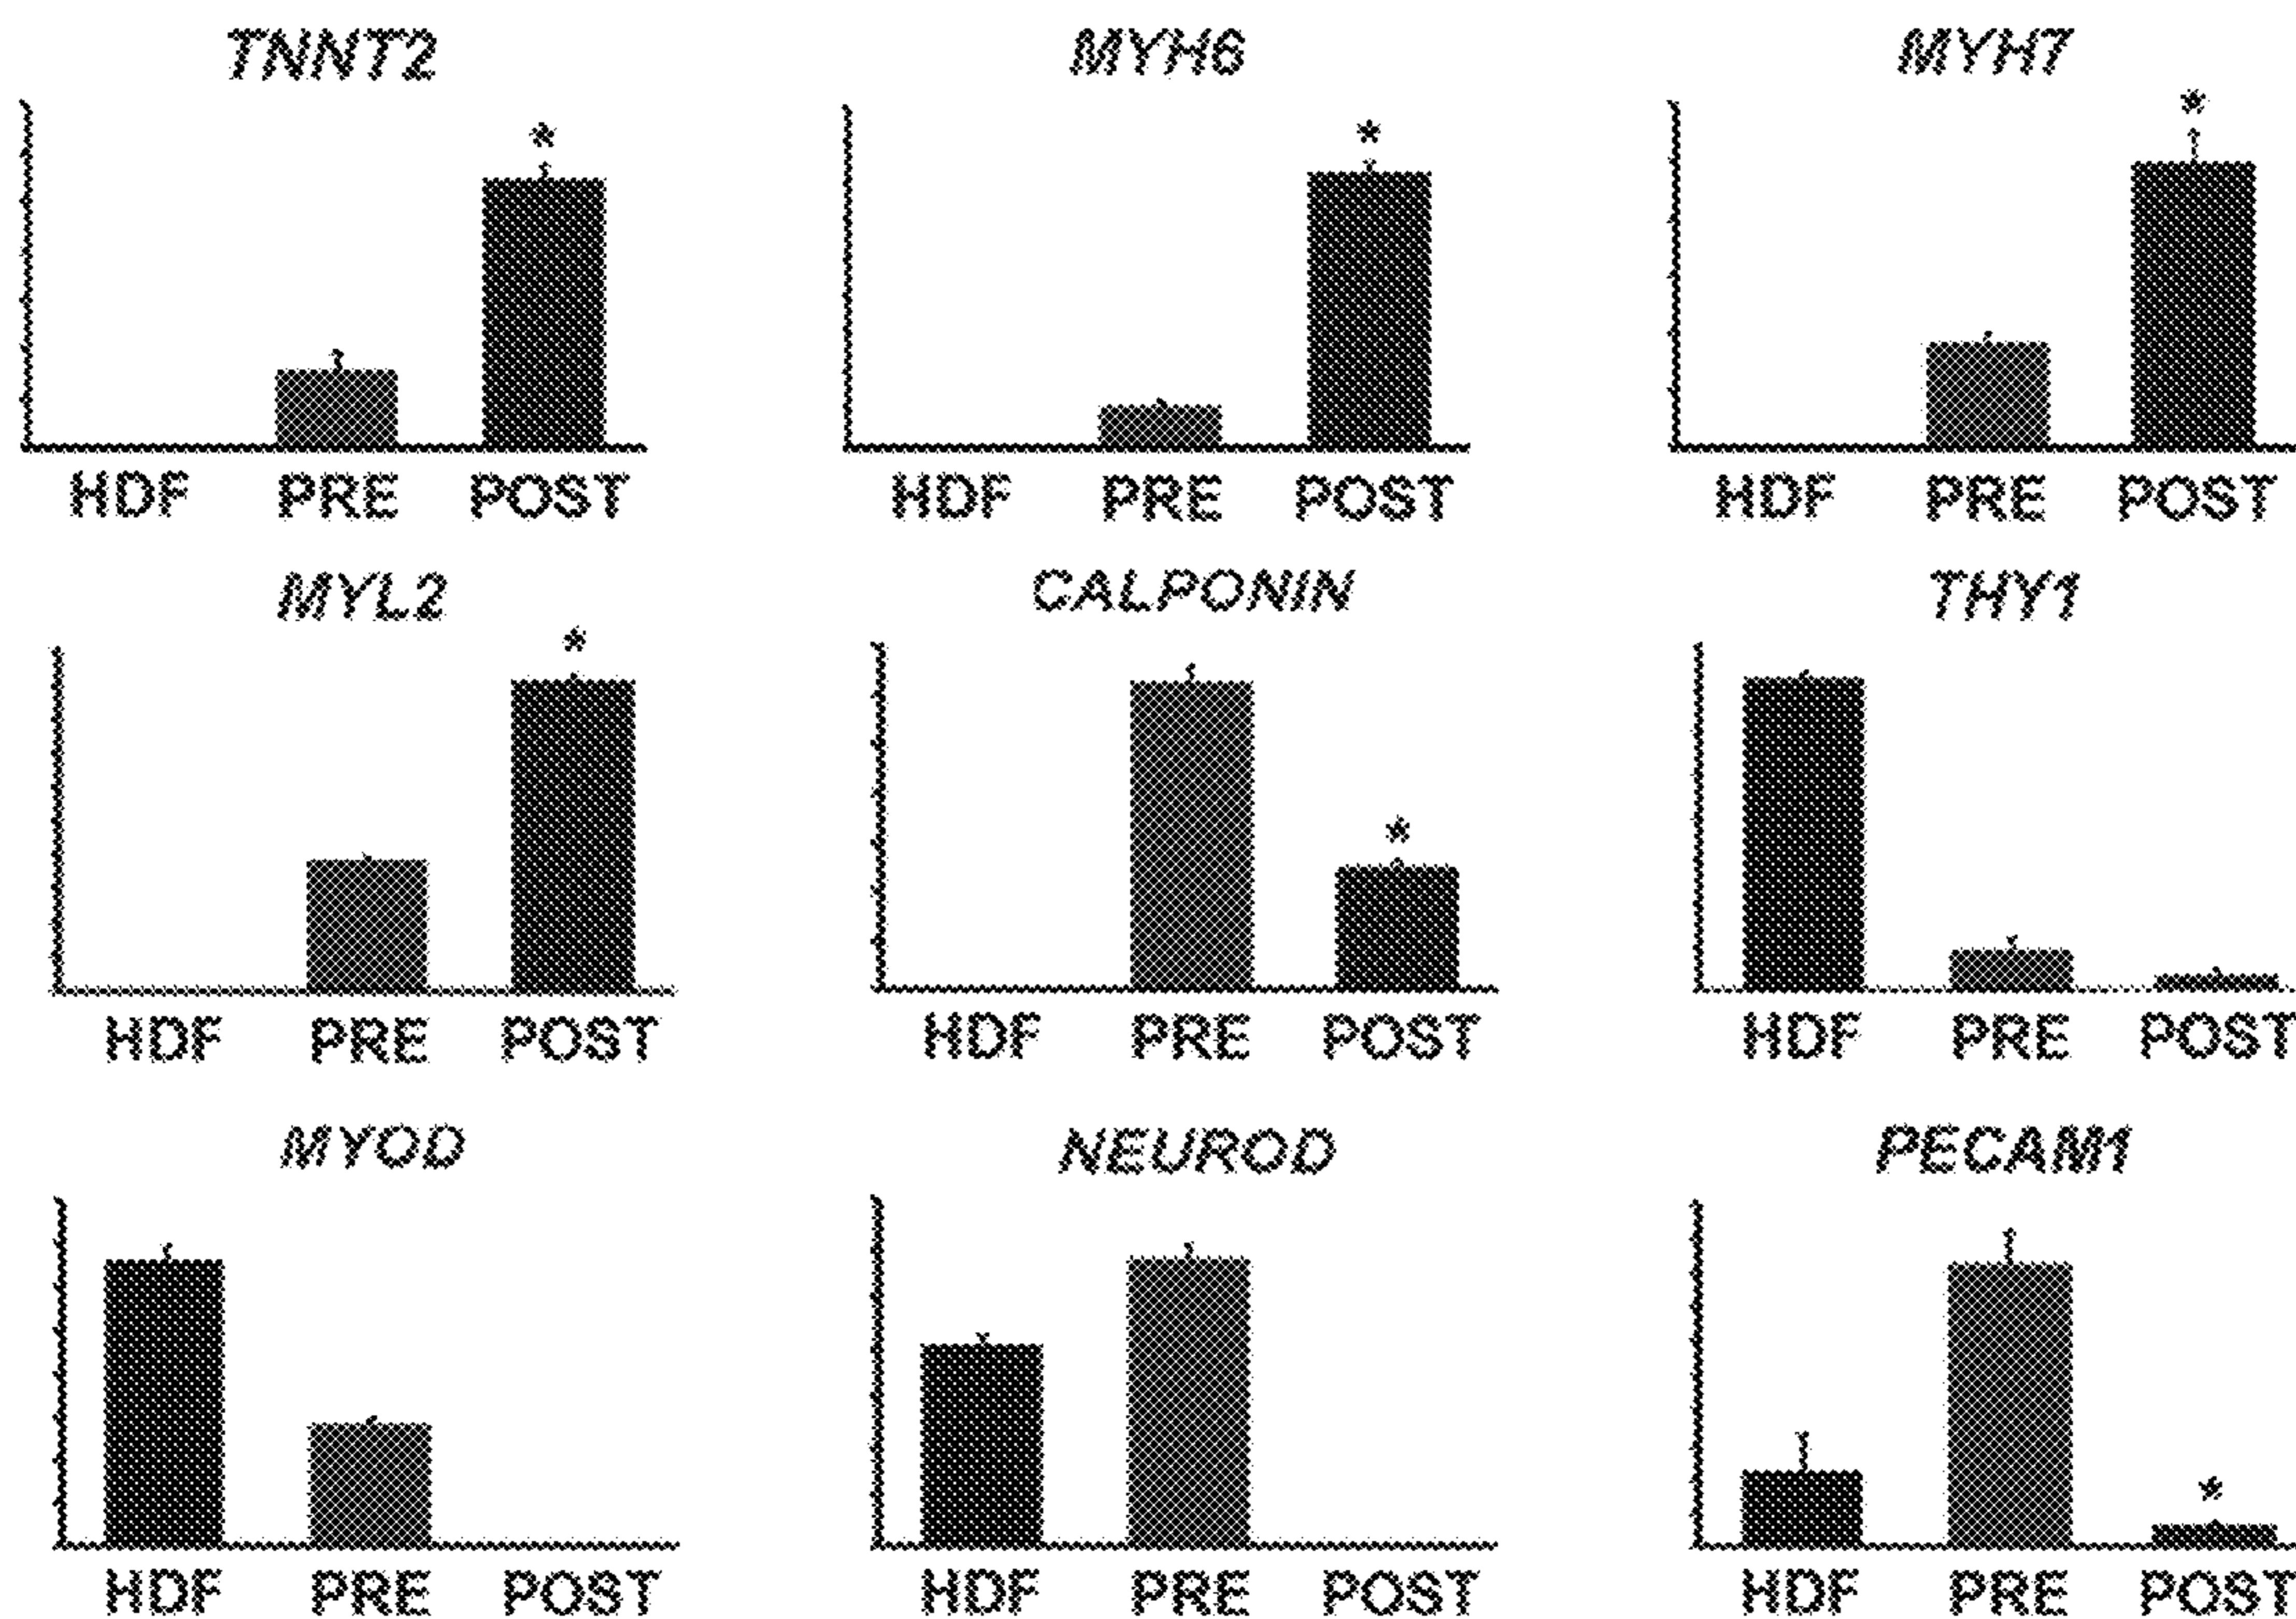 TNNT2 MYH6 MYH7
* * *
HDF PRE POST HDF PRE POST HDF PRE POST
MYL2 CALPONIN THY1
* *
HDF PRE POST HDF PRE POST HDF PRE POST
MYOD NEUROD PECAM1
*
HDF PRE POST HDF PRE POST HDF PRE POST